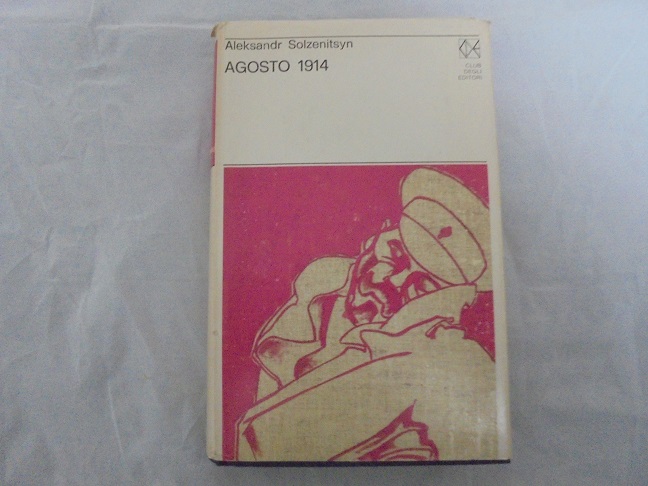 Aleksandr Solzenitsyn
AGOSTO 1914
CLUB
DEGLI
EDITORI